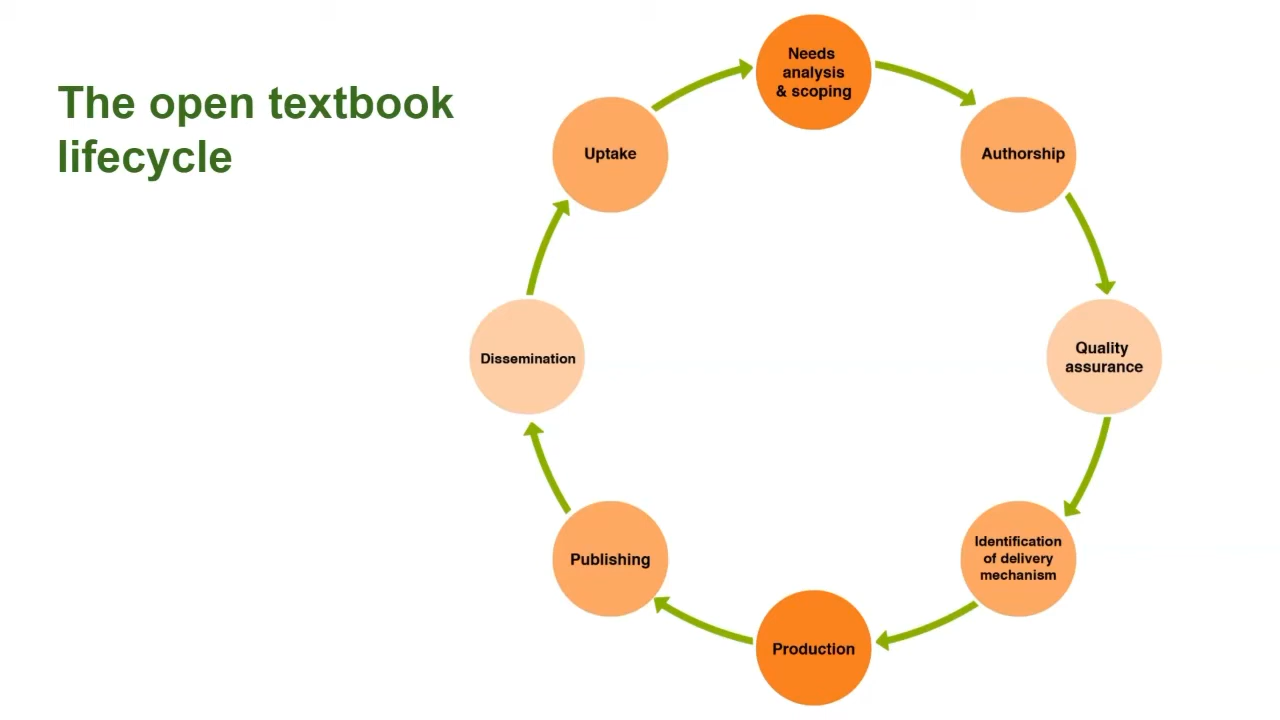 The open textbook
lifecycle
Needs
analysis
& scoping
Authorship
Quality
assurance
Identification
of delivery
mechanism
Production
Publishing
Dissemination
Uptake